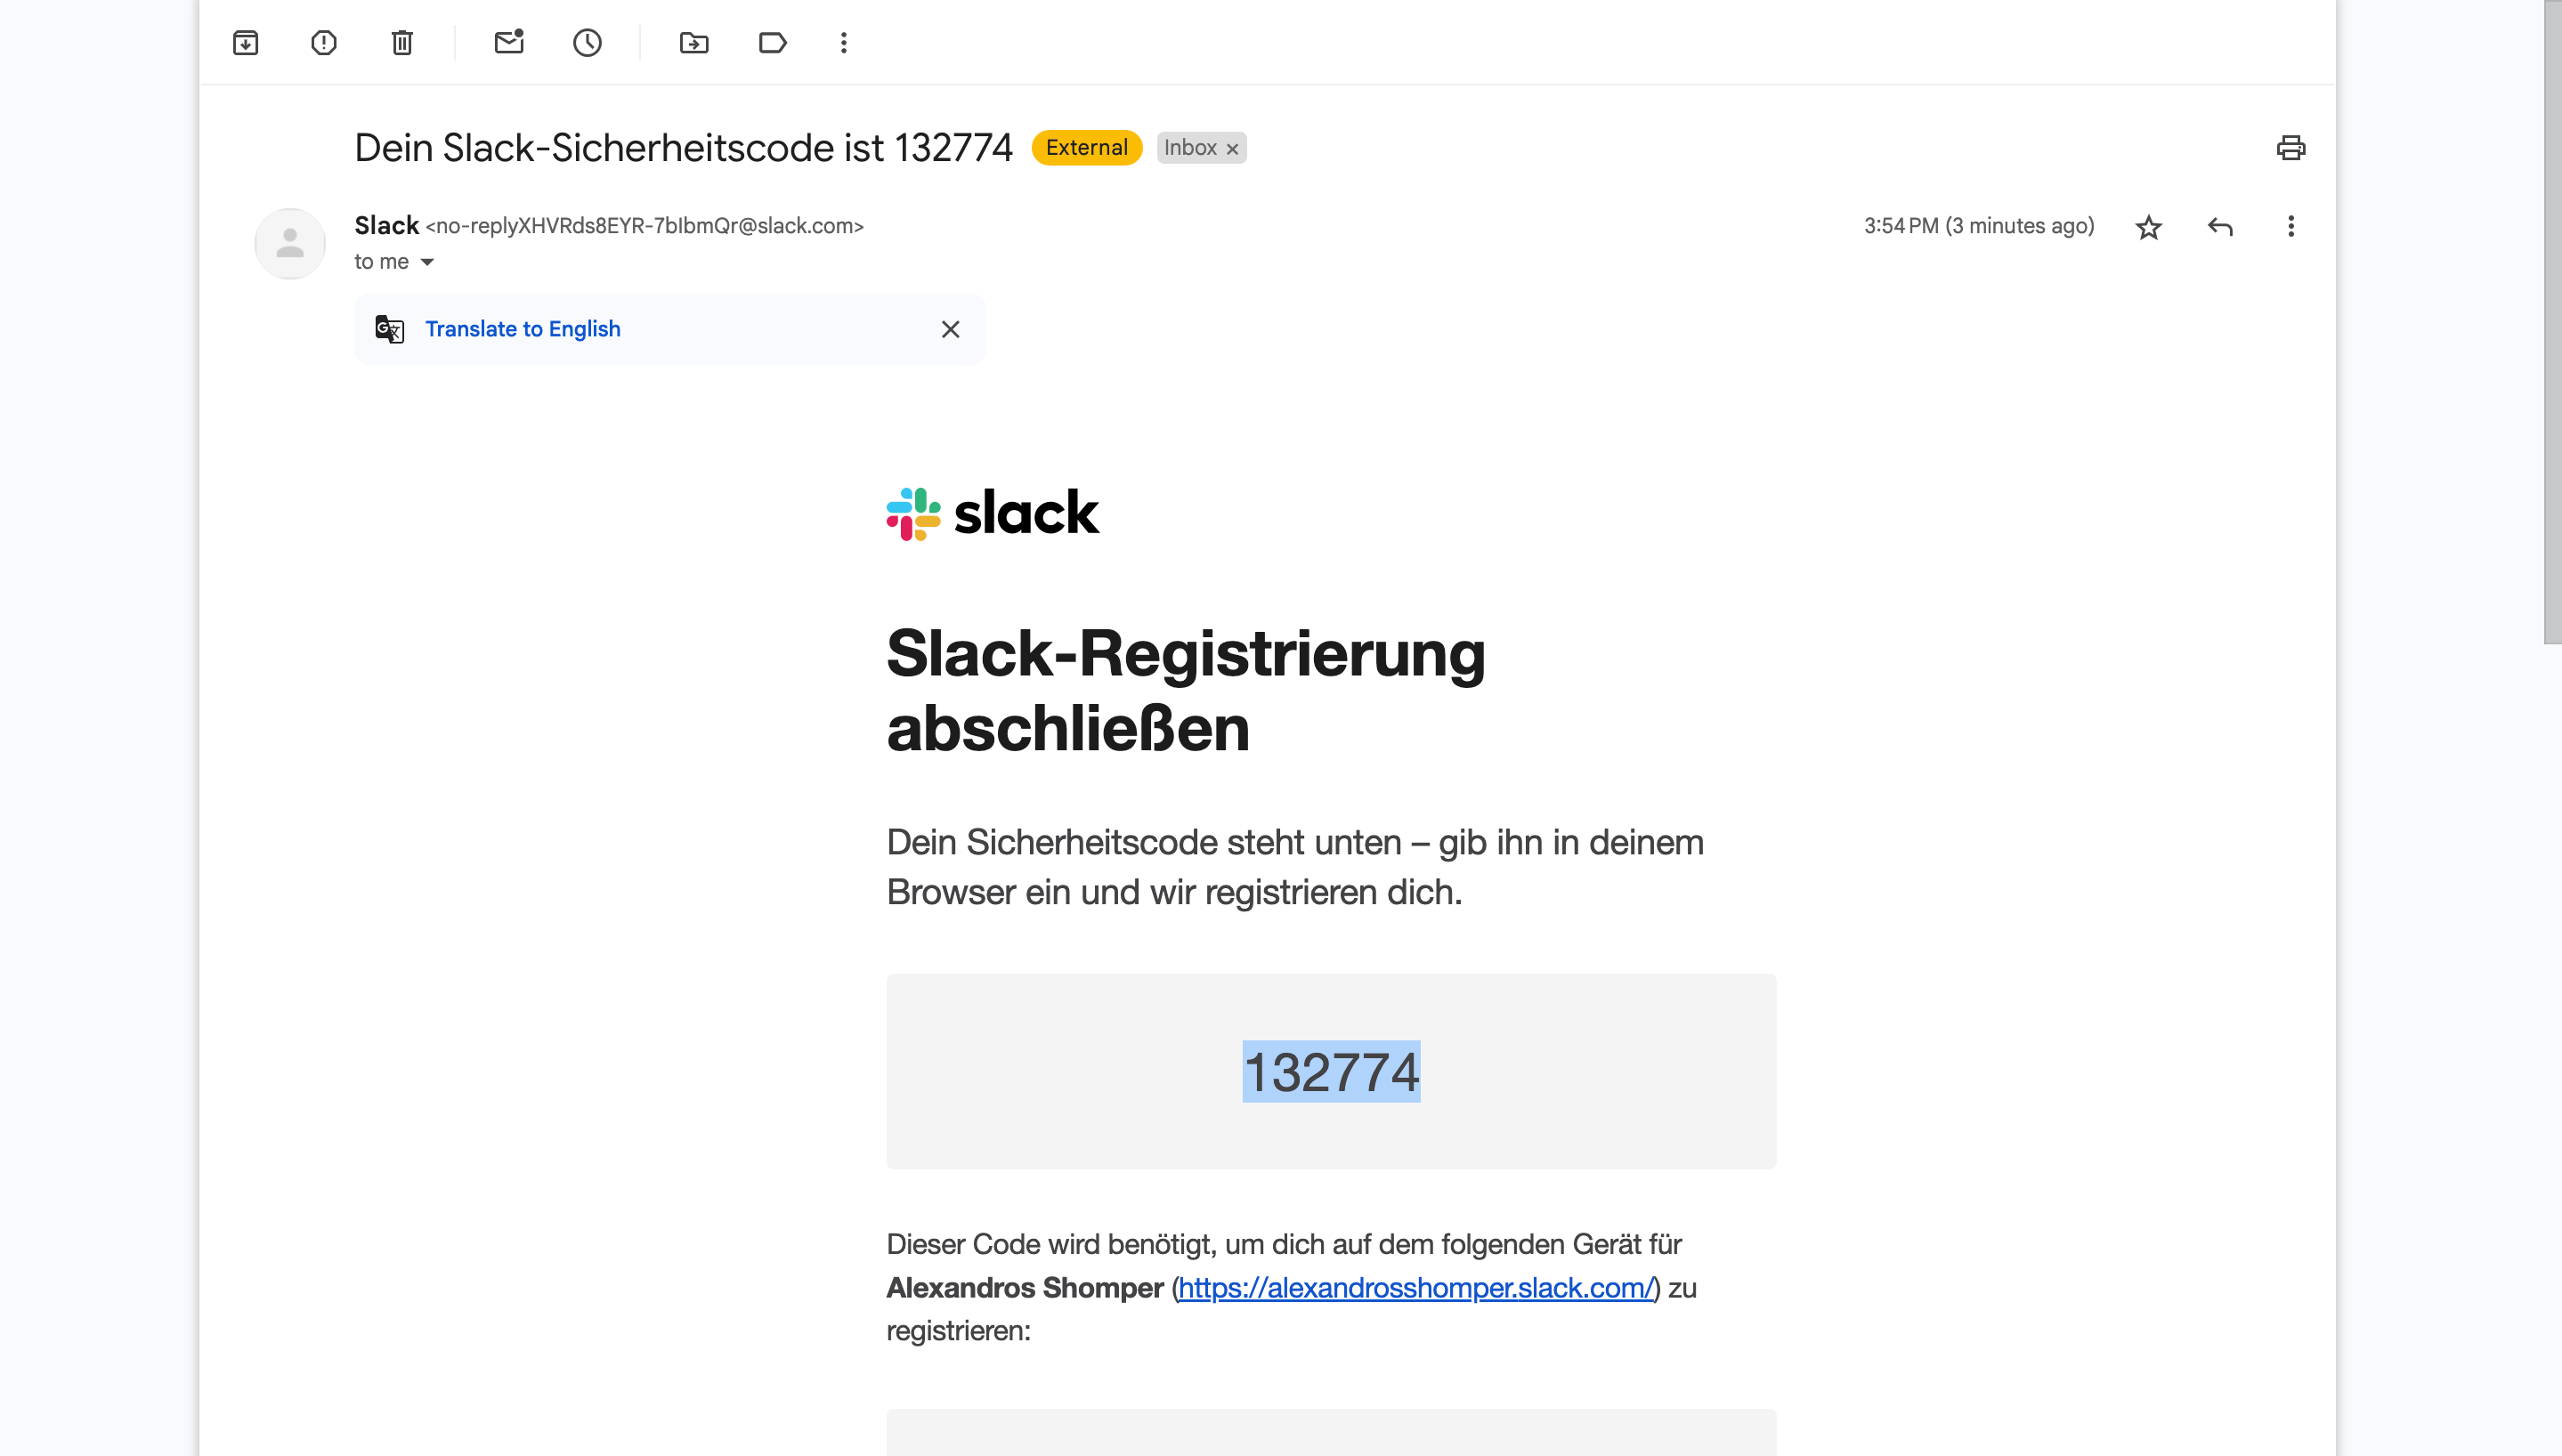 Dein Slack-Sicherheitscode ist 132774 External Inbox ×
Slack <no-replyXHVRds8EYR-7bIbmQr@slack.com> 3:54 PM (3 minutes ago)
to me
Translate to English
slack
Slack-Registrierung
abschließen
Dein Sicherheitscode steht unten – gib ihn in deinem
Browser ein und wir registrieren dich.
132774
Dieser Code wird benötigt, um dich auf dem folgenden Gerät für
Alexandros Shomper (https://alexandrosshomper.slack.com/) zu
registrieren: